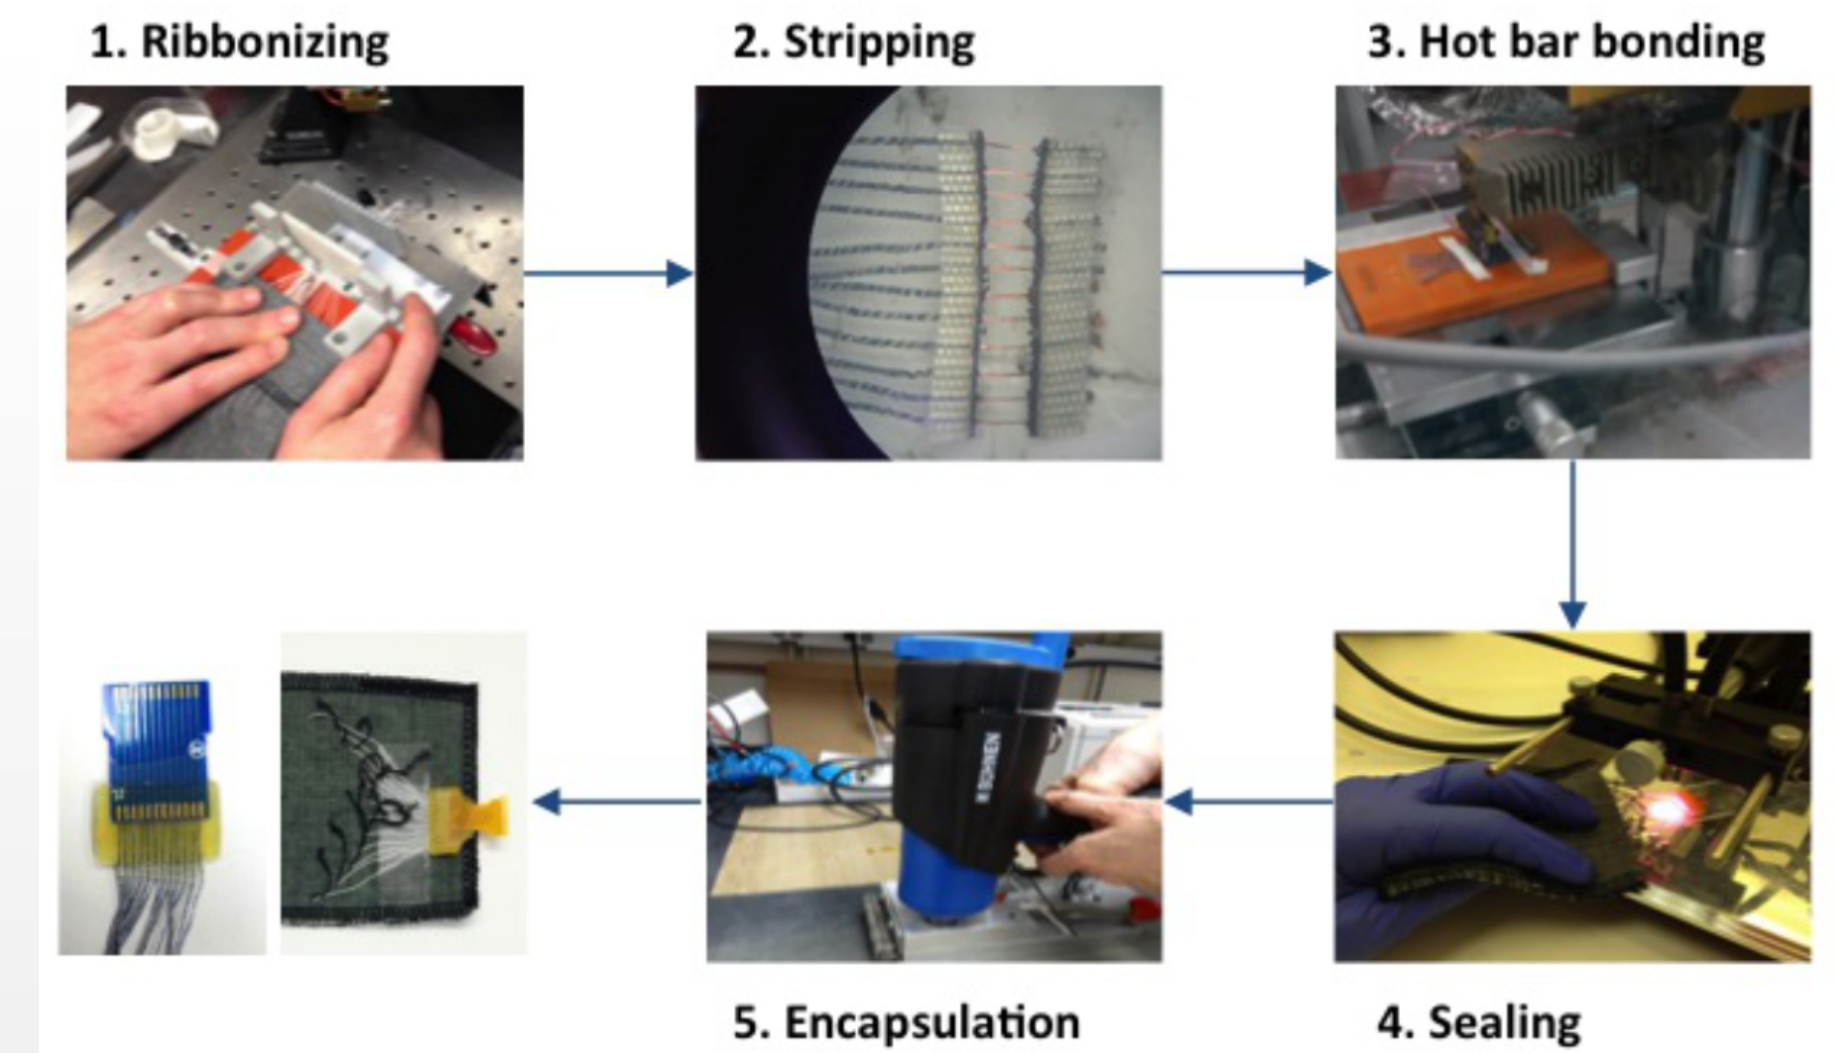 1. Ribbonizing
2. Stripping
3. Hot bar bonding
5. Encapsulation
4. Sealing